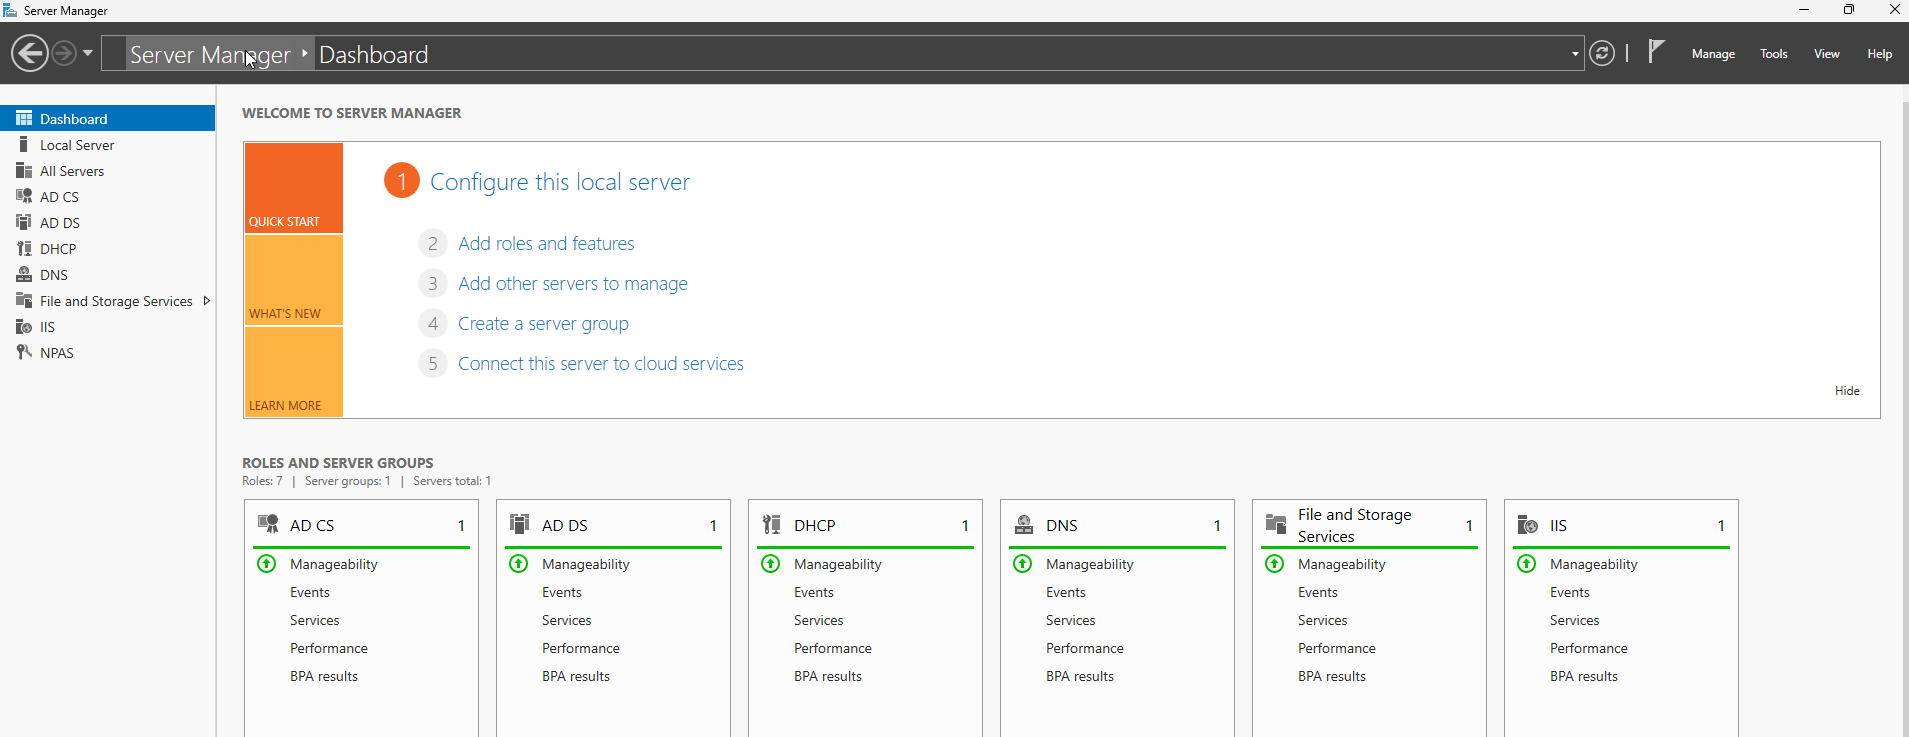 Server Manager
Server Manager ▸ Dashboard
Manage Tools View Help
Dashboard
Local Server
All Servers
AD CS
AD DS
DHCP
DNS
File and Storage Services
IIS
NPAS
WELCOME TO SERVER MANAGER
QUICK START
WHAT'S NEW
LEARN MORE
1 Configure this local server
2 Add roles and features
3 Add other servers to manage
4 Create a server group
5 Connect this server to cloud services
Hide
ROLES AND SERVER GROUPS
Roles: 7 | Server groups: 1 | Servers total: 1
AD CS 1
Manageability
Events
Services
Performance
BPA results
AD DS 1
Manageability
Events
Services
Performance
BPA results
DHCP 1
Manageability
Events
Services
Performance
BPA results
DNS 1
Manageability
Events
Services
Performance
BPA results
File and Storage
Services 1
Manageability
Events
Services
Performance
BPA results
IIS 1
Manageability
Events
Services
Performance
BPA results